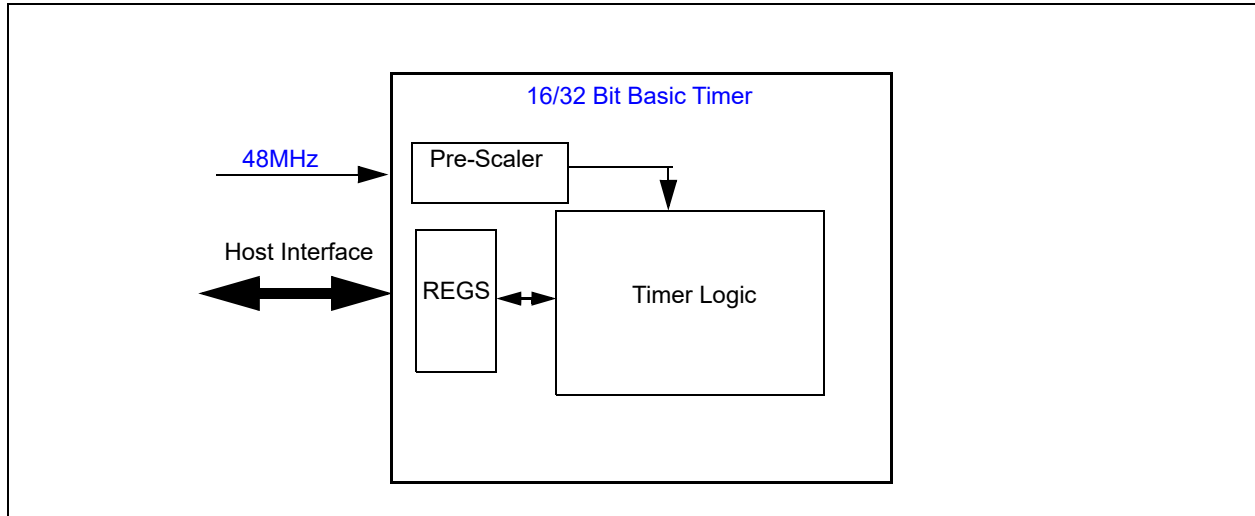 16/32 Bit Basic Timer
48MHz
Pre-Scaler
Host Interface
REGS
Timer Logic